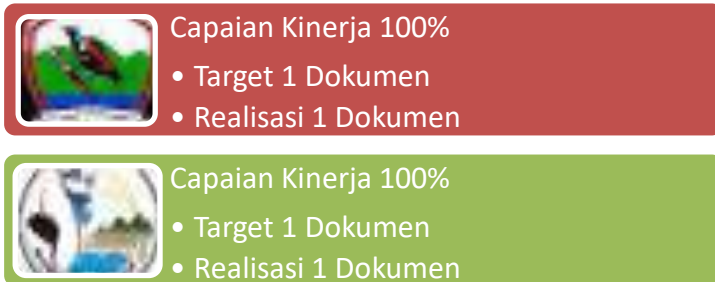 Capaian Kinerja 100%
• Target 1 Dokumen
• Realisasi 1 Dokumen
Capaian Kinerja 100%
• Target 1 Dokumen
• Realisasi 1 Dokumen